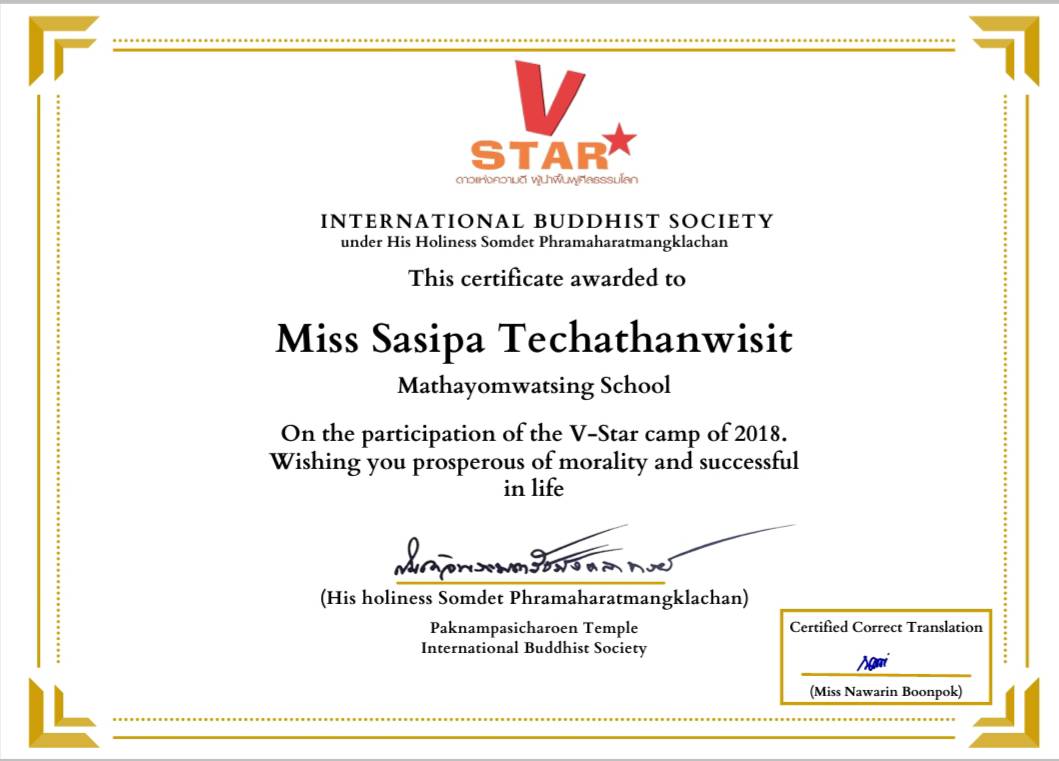 V
STAR
ดาวแห่งความดี ผู้นำฟื้นฟูศีลธรรมโลก
INTERNATIONAL BUDDHIST SOCIETY
under His Holiness Somdet Phramaharatmangklachan
This certificate awarded to
Miss Sasipa Techathanwisit
Mathayomwatsing School
On the participation of the V-Star camp of 2018.
Wishing you prosperous of morality and successful
in life
(His holiness Somdet Phramaharatmangklachan)
Paknampasicharoen Temple
International Buddhist Society
Certified Correct Translation
(Miss Nawarin Boonpok)